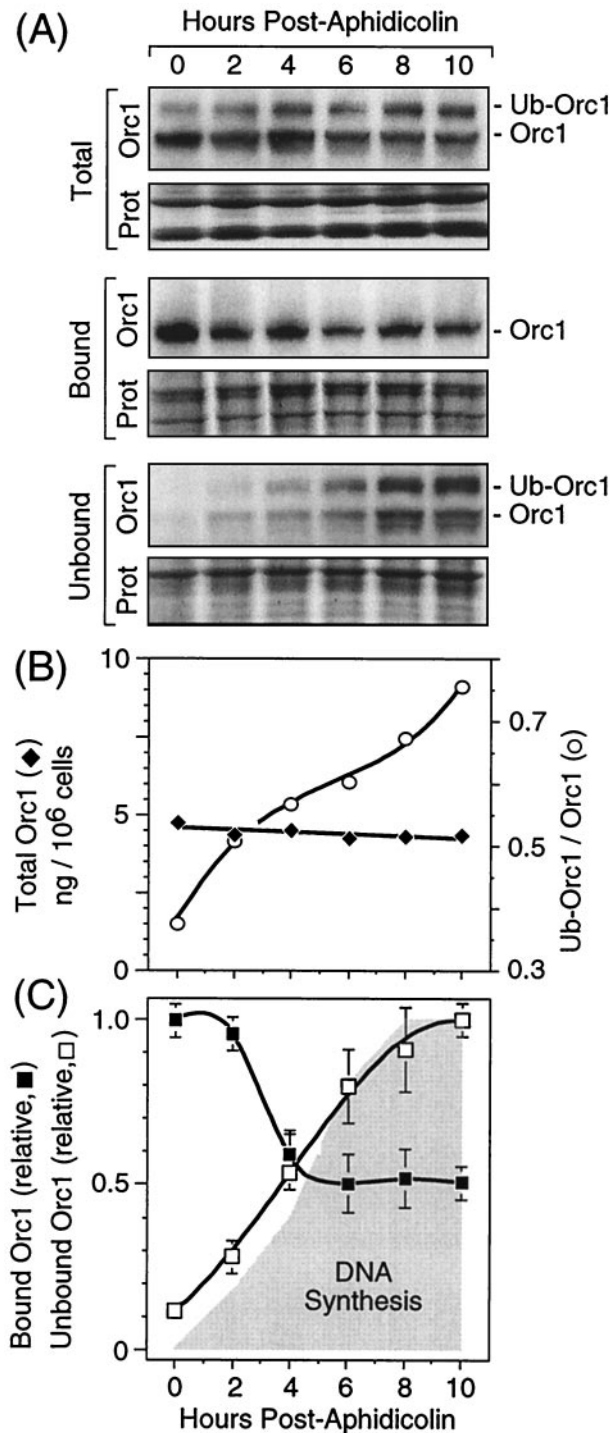 (A)
Hours Post-Aphidicolin
0 2 4 6 8 10
Total
Orc1
- Ub-Orc1
- Orc1
Prot
Bound
Orc1
- Orc1
Prot
Unbound
Orc1
- Ub-Orc1
- Orc1
Prot
(B)
Total Orc1 (◆)
ng / 10⁶ cells
10
5
0
0.7
0.5
0.3
Ub-Orc1 / Orc1 (o)
(C)
Bound Orc1 (relative,■)
Unbound Orc1 (relative,□)
1.0
0.5
0
DNA
Synthesis
0 2 4 6 8 10
Hours Post-Aphidicolin